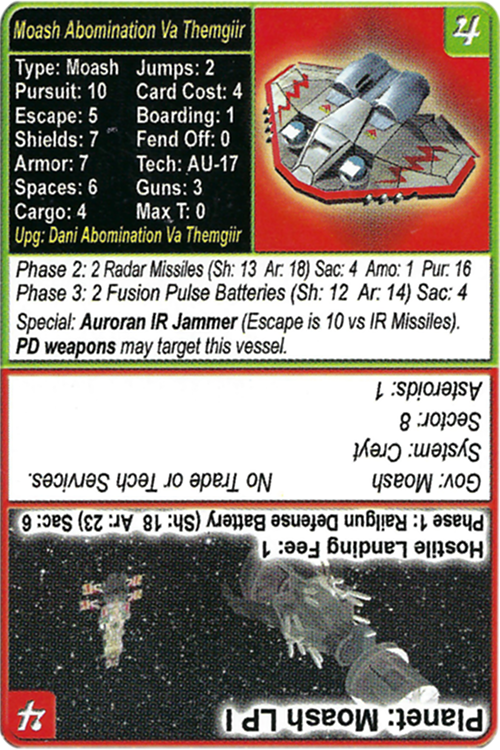 Moash Abomination Va Themgiir
Type: Moash Jumps: 2
Pursuit: 10 Card Cost: 4
Escape: 5 Boarding: 1
Shields: 7 Fend Off: 0
Armor: 7 Tech: AU-17
Spaces: 6 Guns: 3
Cargo: 4 Max T: 0
Upg: Dani Abomination Va Themgiir
Phase 2: 2 Radar Missiles (Sh: 13 Ar: 18) Sac: 4 Amo: 1 Pur: 16
Phase 3: 2 Fusion Pulse Batteries (Sh: 12 Ar: 14) Sac: 4
Special: Auroran IR Jammer (Escape is 10 vs IR Missiles).
PD weapons may target this vessel.
Planet: Moash LP I
Hostile Landing Fee: 1
Phase 1: Railgun Defense Battery (Sh: 18 Ar: 23) Sac: 6
Gov: Moash No Trade or Tech Services.
System: Creyt
Sector: 8
Asteroids: 1